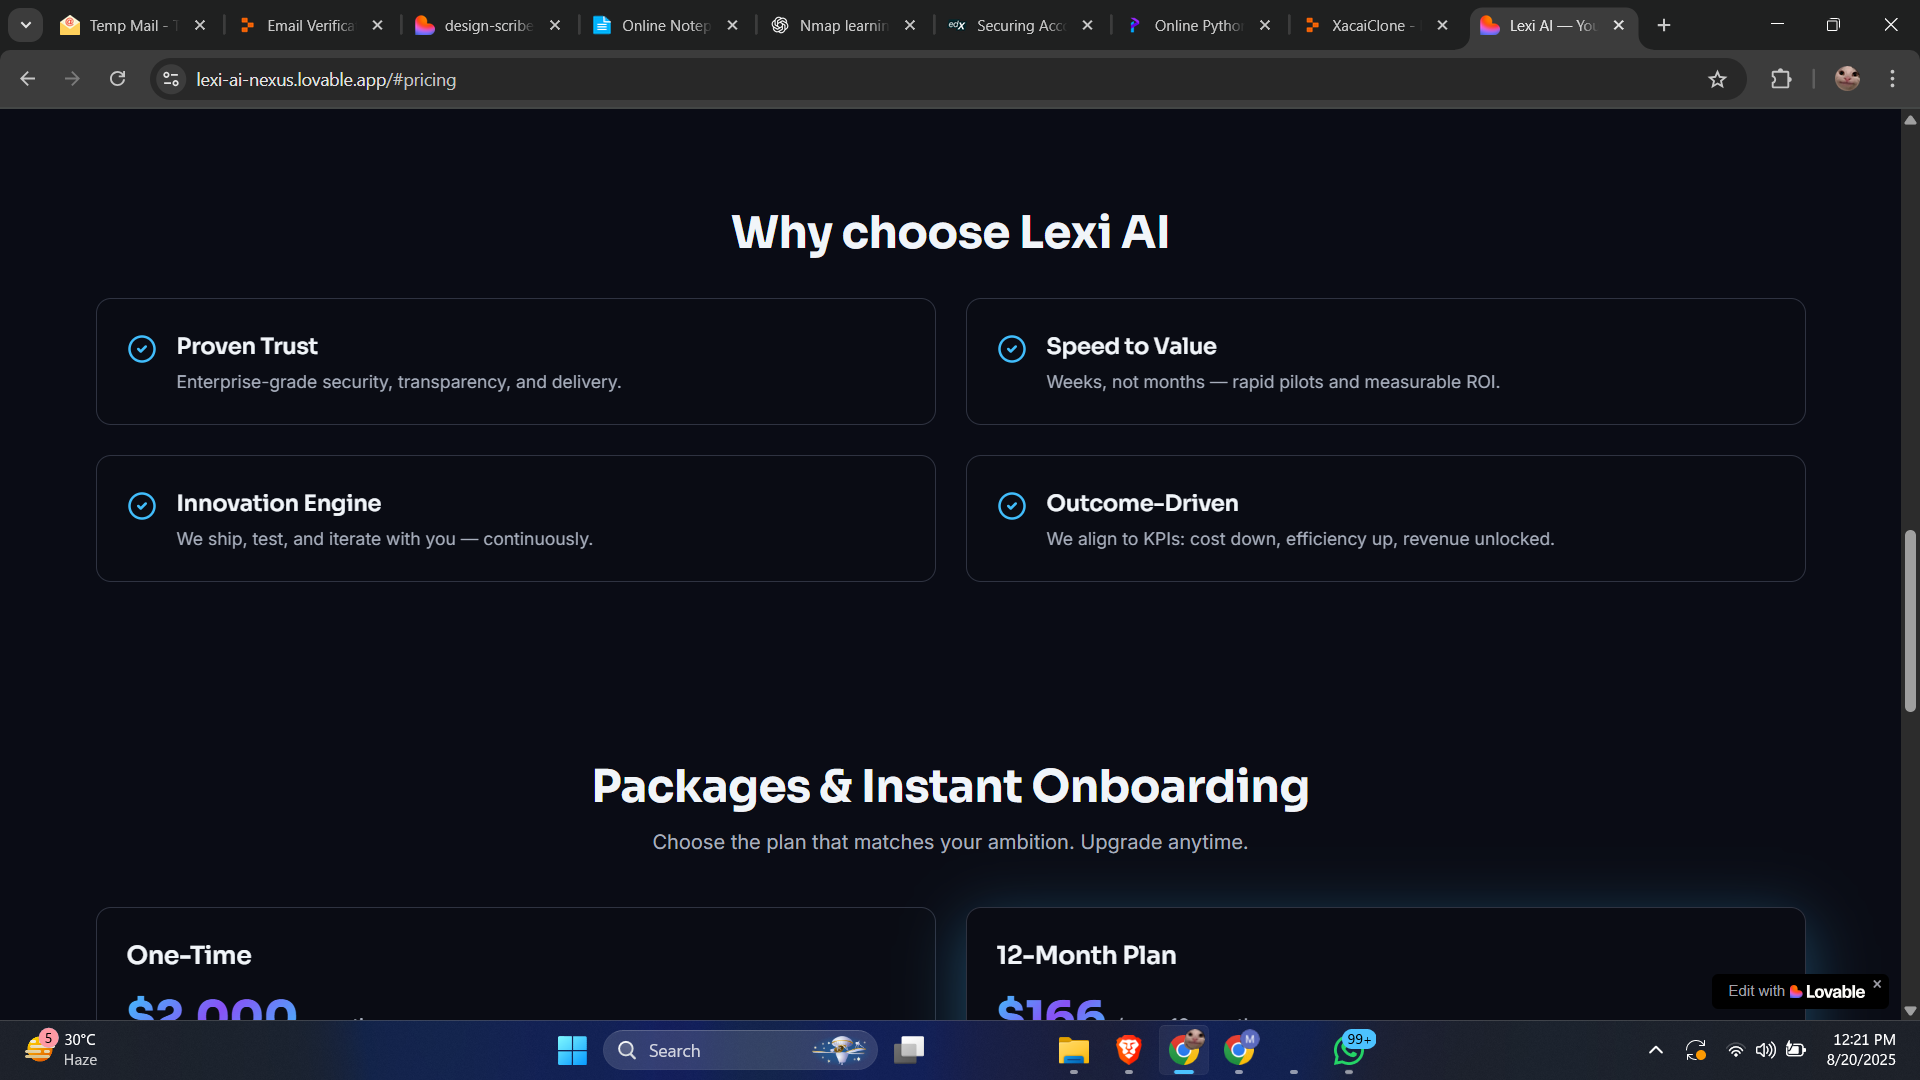 Temp Mail - T
Email Verifica
design-scribe
Online Notep
Nmap learnin
edX
Securing Acc
Online Pytho
XacaiClone -
Lexi AI — You
lexi-ai-nexus.lovable.app/#pricing
Why choose Lexi AI
Proven Trust
Enterprise-grade security, transparency, and delivery.
Speed to Value
Weeks, not months — rapid pilots and measurable ROI.
Innovation Engine
We ship, test, and iterate with you — continuously.
Outcome-Driven
We align to KPIs: cost down, efficiency up, revenue unlocked.
Packages & Instant Onboarding
Choose the plan that matches your ambition. Upgrade anytime.
One-Time
$2,000
12-Month Plan
$166
Edit with Lovable
5
30°C
Haze
Search
M
99+
12:21 PM
8/20/2025